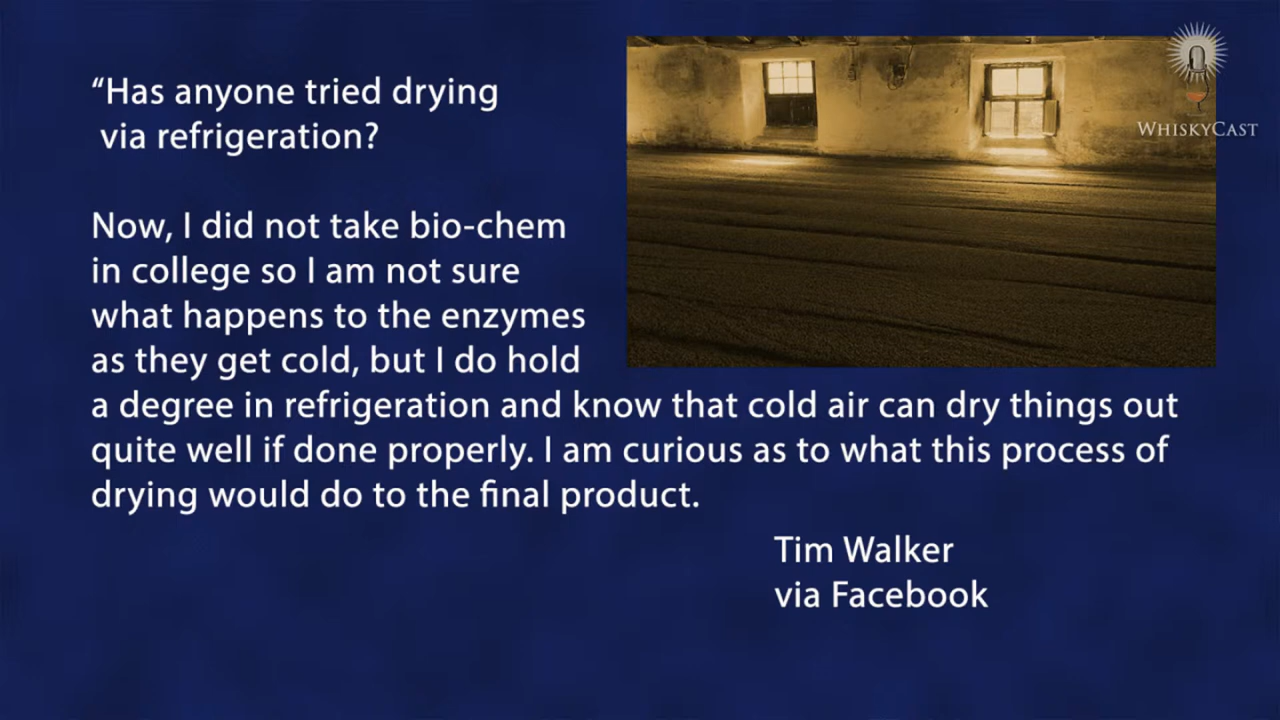 “Has anyone tried drying
via refrigeration?
Now, I did not take bio-chem
in college so I am not sure
what happens to the enzymes
as they get cold, but I do hold
a degree in refrigeration and know that cold air can dry things out
quite well if done properly. I am curious as to what this process of
drying would do to the final product.
Tim Walker
via Facebook
WHISKYCAST